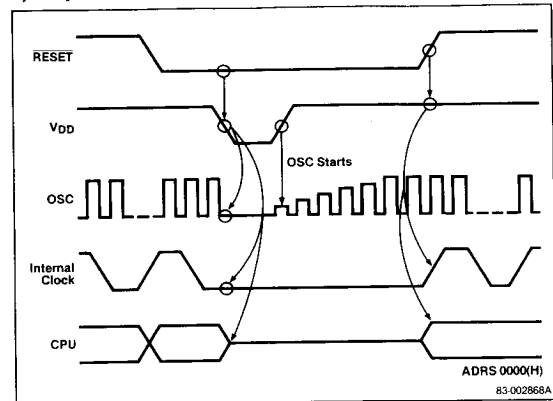 RESET
VDD
OSC Starts
OSC
Internal
Clock
CPU
ADRS 0000(H)
83-002868A